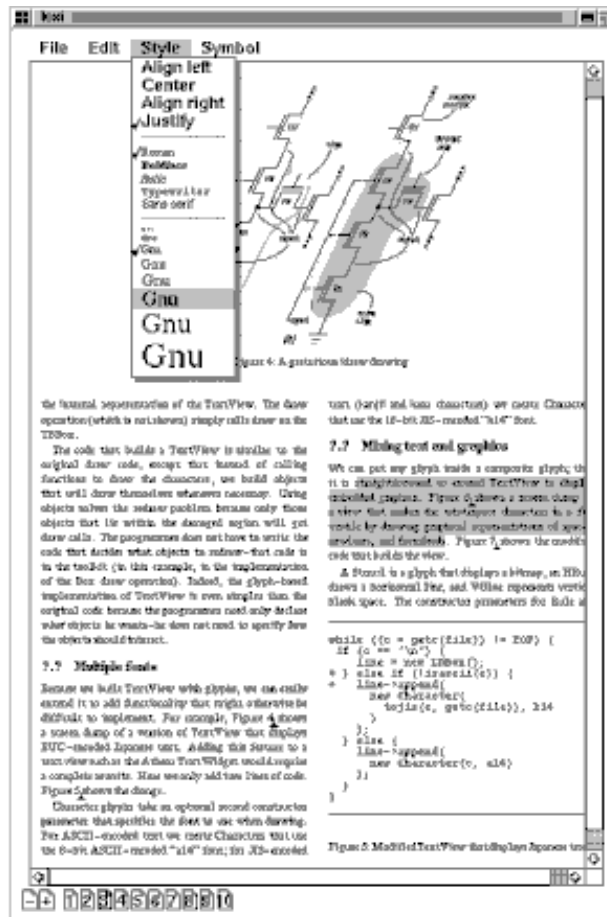 File Edit Style Symbol
Align left
Center
Align right
Justify
Roman
Boldface
Italic
Typewriter
Sans serif
Gnu
Gnu
Gnu
Gnu
Gnu
Gnu
Gnu
Figure 4: A drawing
the internal representation of the TextView. The draw
operation (which is not shown) simply calls draw on the
TBBox.
The code that builds a TextView is similar to the
original draw code, except that instead of calling
functions to draw the characters, we build objects
that will draw themselves whenever necessary. Using
objects solves the redraw problem because only those
objects that lie within the damaged region will get
draw calls. The programmer does not have to write the
code that decides what objects to redraw-that code is
in the toolkit (in this example, in the implementation
of the Box draw operation). Indeed, the glyph-based
implementation of TextView is even simpler than the
original code because the programmer need only declare
what objects he wants-he does not need to specify how
the objects should interact.
?.? Multiple fonts
Because we built TextView with glyphs, we can easily
extend it to add functionality that might otherwise be
difficult to implement. For example, Figure 4 shows
a screen dump of a version of TextView that displays
EUC-encoded Japanese text. Adding this feature to a
text view such as the Athena Text Widget would require
a complete rewrite. Here we only add two lines of code.
Figure 5 shows the change.
Character glyphs take an optional second constructor
parameter that specifies the font to use when drawing.
For ASCII-encoded text we create Characters that use
the 8-bit ASCII-encoded "a14" font; for JIS-encoded
text (kanji and kana characters) we create Character
that use the 16-bit JIS-encoded "k14" font.
?.? Mixing text and graphics
We can put any glyph inside a composite glyph; th
it is straightforward to extend TextView to displ
embedded graphics. Figure 6 shows a screen dump
a view that makes the whitespace characters in a f
visible by drawing graphical representations of spac
newlines, and formfeeds. Figure 7 shows the modifi
code that builds the view.
A Stencil is a glyph that displays a bitmap, an HRu
draws a horizontal line, and VGlue represents vertic
blank space. The constructor parameters for Rule a
while ((c = getc(file)) != EOF) {
if (c == '\n') {
line = new LRBox();
+ } else if (!isascii(c)) {
+ line->append(
new Character(
tojis(c, getc(file)), k14
)
);
} else {
line->append(
new Character(c, a14)
);
}
}
Figure 5: Modified TextView that displays Japanese text
1 2 3 4 5 6 7 8 9 10